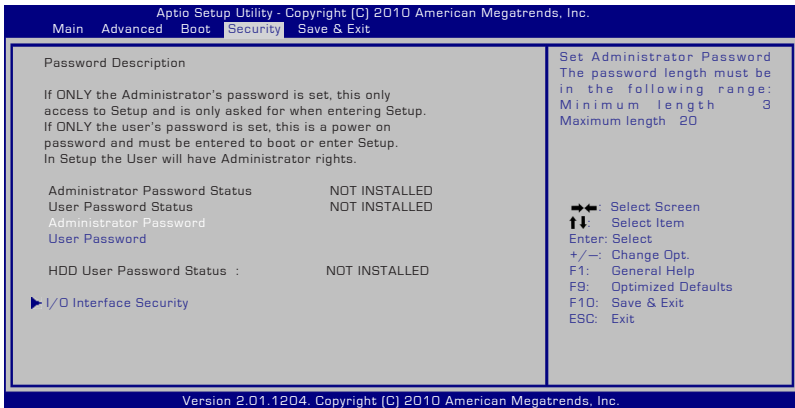 Aptio Setup Utility - Copyright (C) 2010 American Megatrends, Inc.
Main Advanced Boot Security Save & Exit
Password Description
If ONLY the Administrator's password is set, this only
access to Setup and is only asked for when entering Setup.
If ONLY the user's password is set, this is a power on
password and must be entered to boot or enter Setup.
In Setup the User will have Administrator rights.
Administrator Password Status NOT INSTALLED
User Password Status NOT INSTALLED
Administrator Password
User Password
HDD User Password Status : NOT INSTALLED
I/O Interface Security
Set Administrator Password
The password length must be
in the following range:
Minimum length 3
Maximum length 20
→←: Select Screen
↑↓: Select Item
Enter: Select
+/—: Change Opt.
F1: General Help
F9: Optimized Defaults
F10: Save & Exit
ESC: Exit
Version 2.01.1204. Copyright (C) 2010 American Megatrends, Inc.